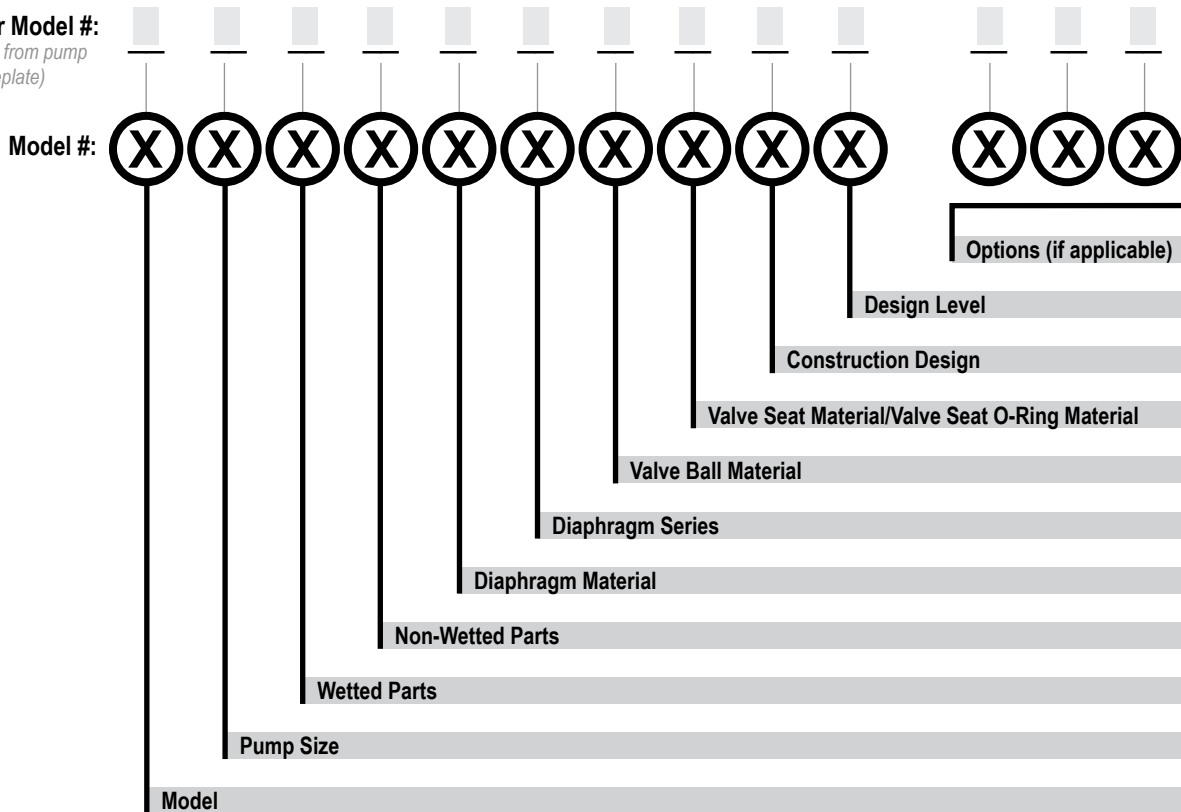 Model #:
from pump
Model #:
X X X X X X X X X X X X X
Options (if applicable)
Design Level
Construction Design
Valve Seat Material/Valve Seat O-Ring Material
Valve Ball Material
Diaphragm Series
Diaphragm Material
Non-Wetted Parts
Wetted Parts
Pump Size
Model